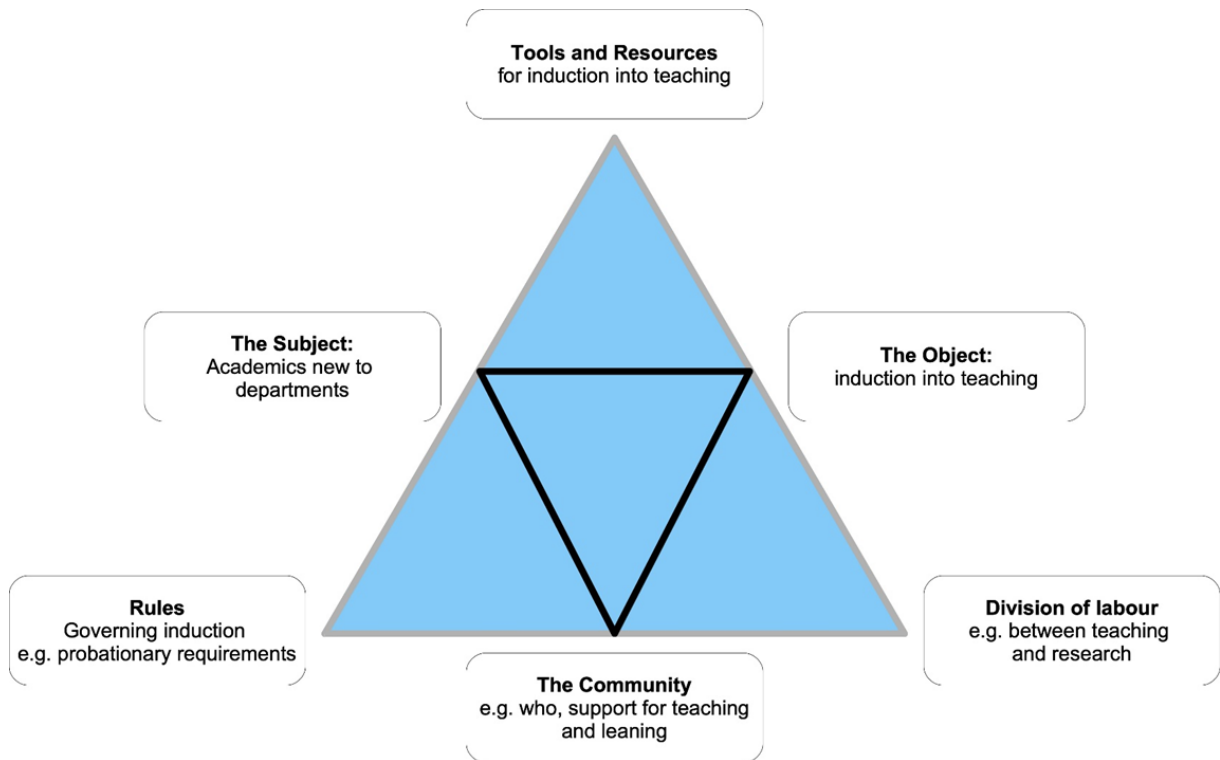 Tools and Resources
for induction into teaching
The Subject:
Academics new to
departments
The Object:
induction into teaching
Rules
Governing induction
e.g. probationary requirements
The Community
e.g. who, support for teaching
and leaning
Division of labour
e.g. between teaching
and research